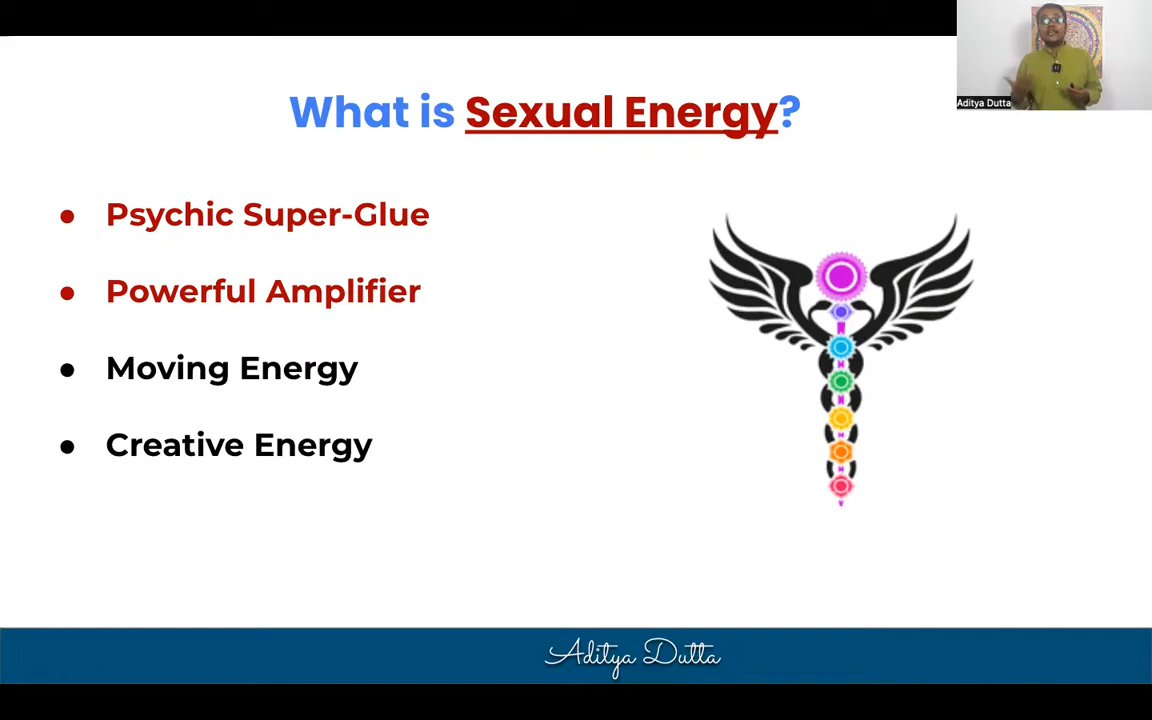 What is Sexual Energy?
Aditya Dutta
● Psychic Super-Glue
● Powerful Amplifier
● Moving Energy
● Creative Energy
Aditya Dutta